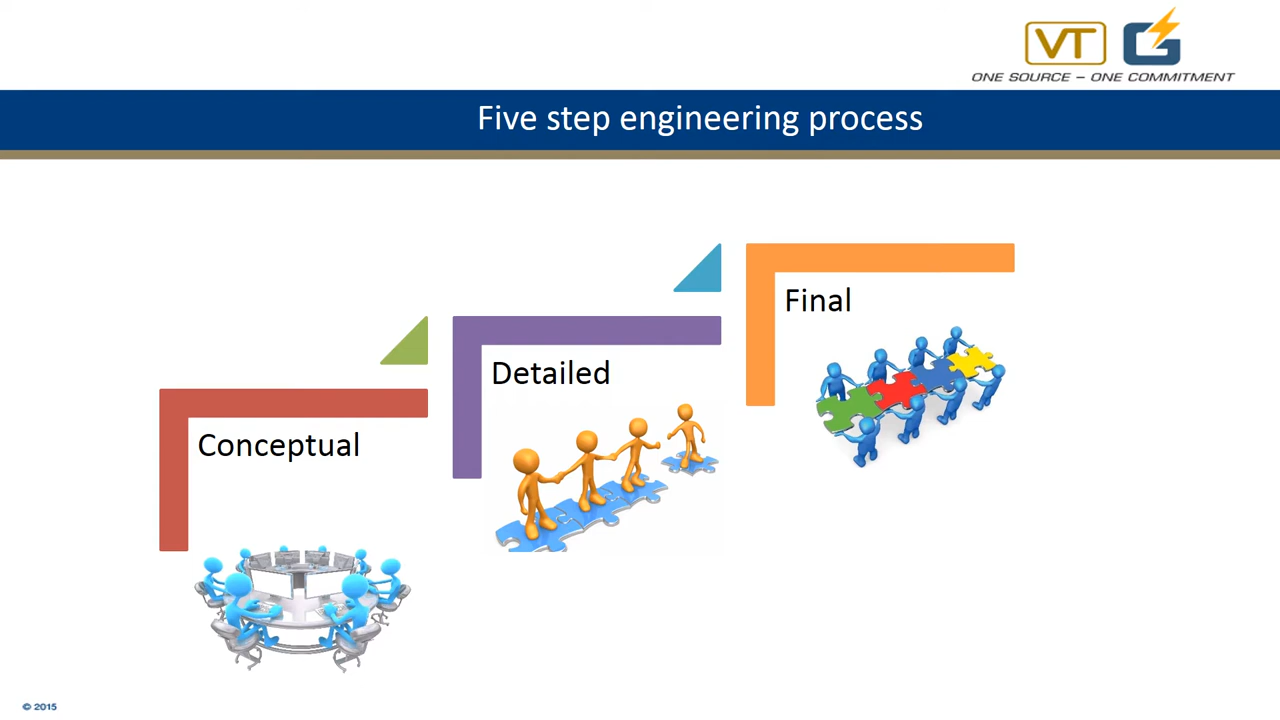 VT G
ONE SOURCE – ONE COMMITMENT
Five step engineering process
Final
Detailed
Conceptual
© 2015